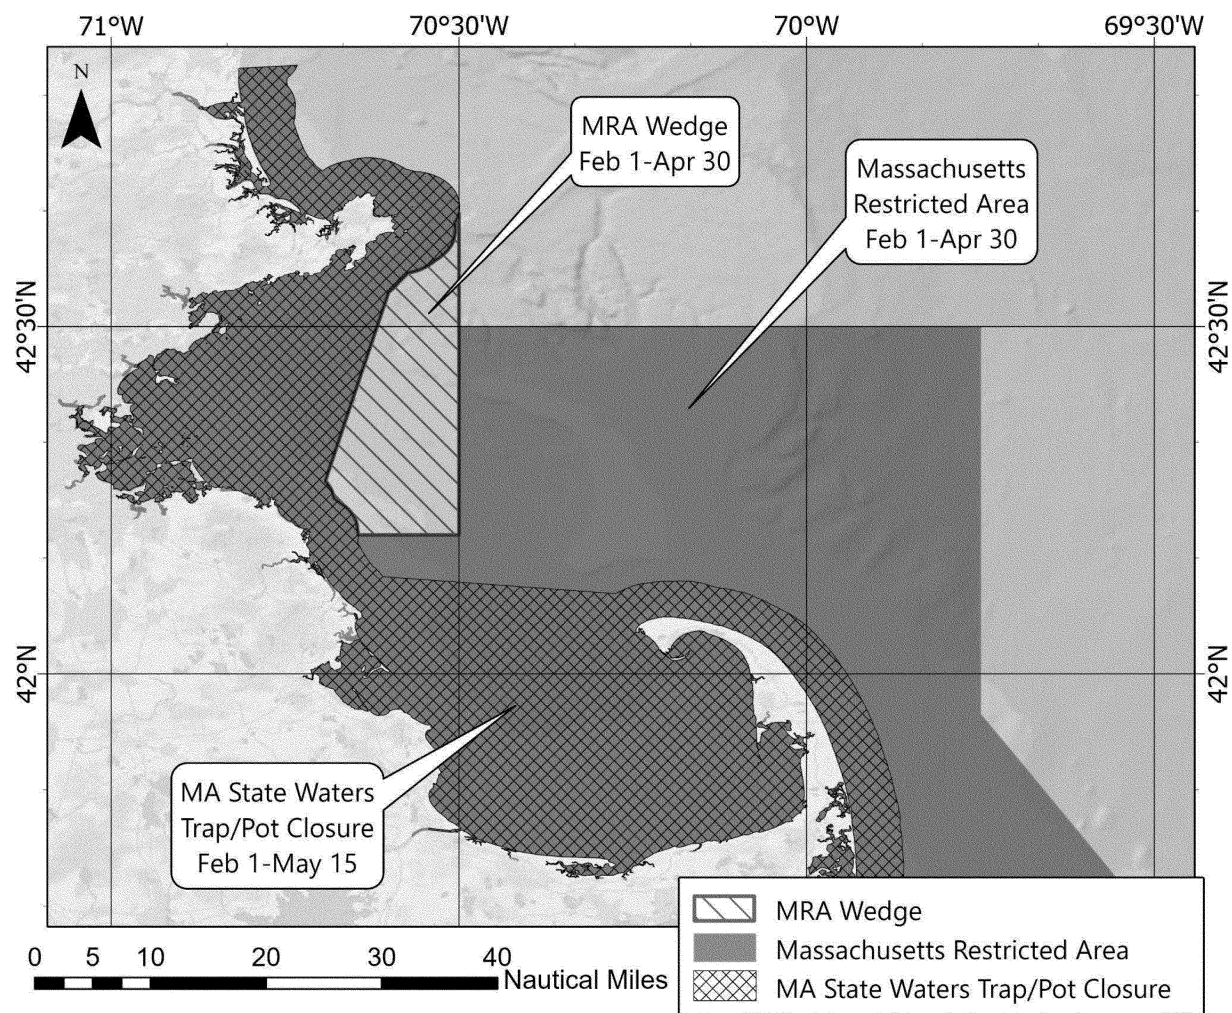 71°W 70°30'W 70°W 69°30'W
N
MRA Wedge
Feb 1-Apr 30
Massachusetts
Restricted Area
Feb 1-Apr 30
42°30'N
42°30'N
42°N
42°N
MA State Waters
Trap/Pot Closure
Feb 1-May 15
MRA Wedge
Massachusetts Restricted Area
MA State Waters Trap/Pot Closure
0 5 10 20 30 40
Nautical Miles